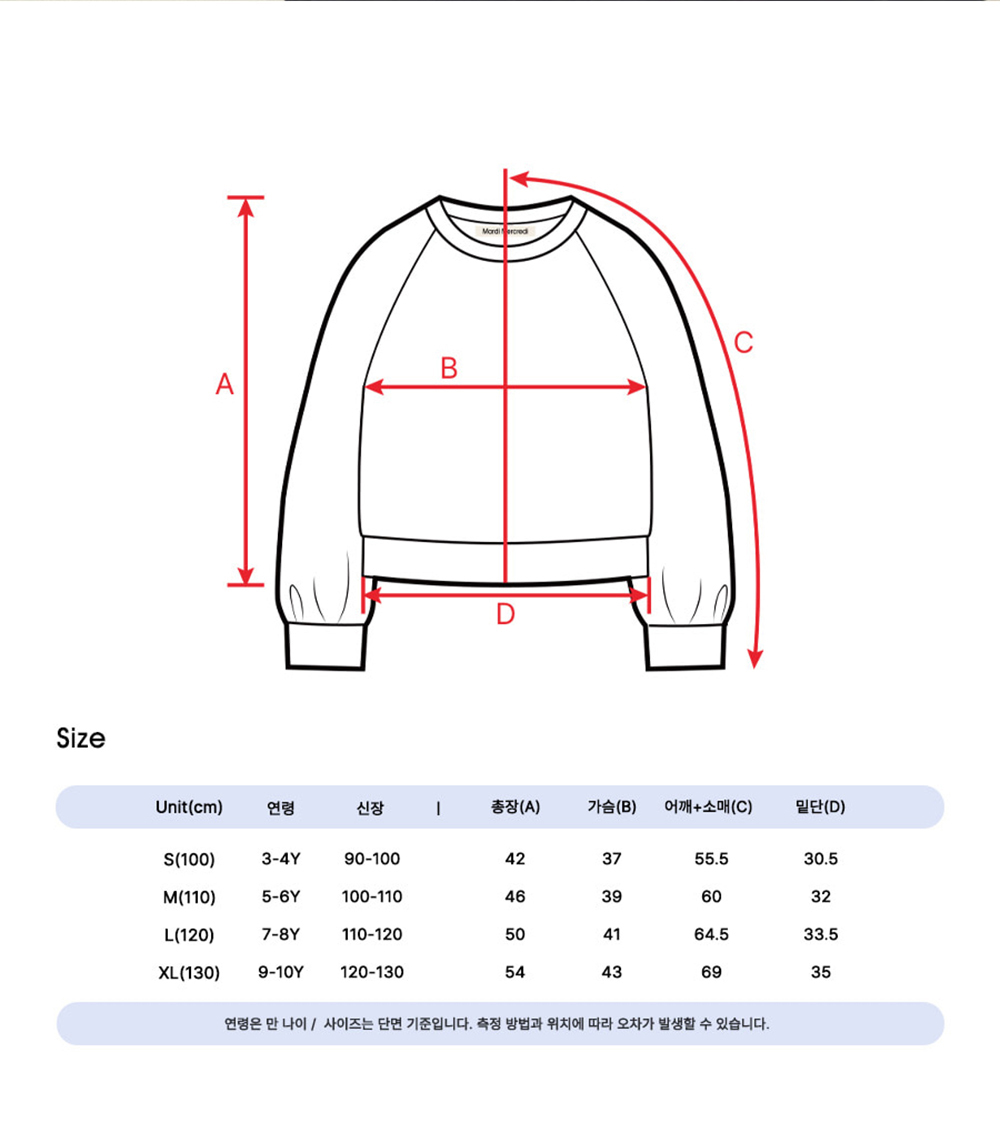 Mardi Mercredi
C
B
A
D
Size
Unit(cm) 연령 신장 | 총장(A) 가슴(B) 어깨+소매(C) 밑단(D)
S(100) 3-4Y 90-100 42 37 55.5 30.5
M(110) 5-6Y 100-110 46 39 60 32
L(120) 7-8Y 110-120 50 41 64.5 33.5
XL(130) 9-10Y 120-130 54 43 69 35
연령은 만 나이 / 사이즈는 단면 기준입니다. 측정 방법과 위치에 따라 오차가 발생할 수 있습니다.